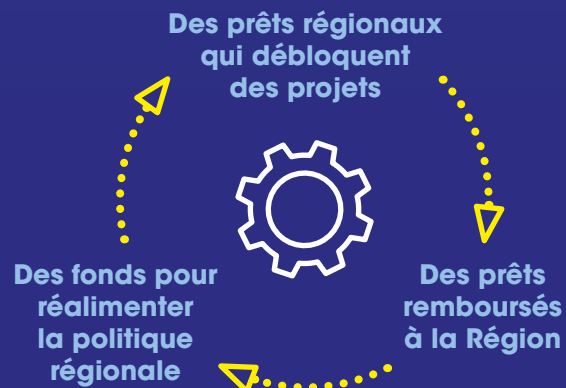 Des prêts régionaux
qui débloquent
des projets
Des prêts
remboursés
à la Région
Des fonds pour
réalimenter
la politique
régionale